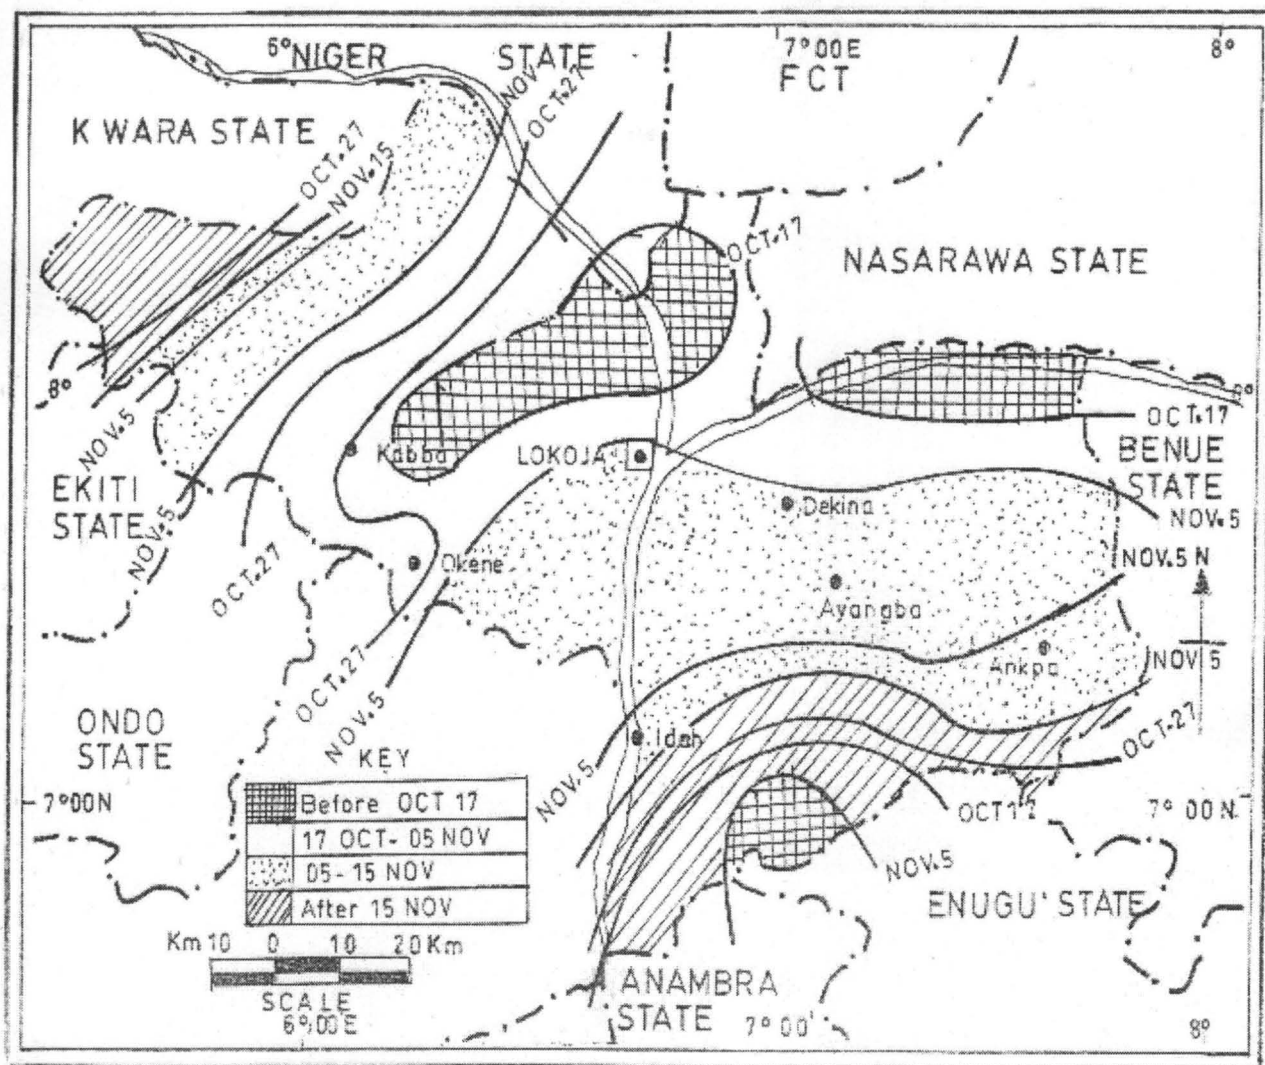 6°NIGER STATE
7°00E
8°
FCT
K WARA STATE
NOV
OCT.27
OCT.27
NOV.15
OCT.17
NASARAWA STATE
8°
8°
OCT.17
NOV.5
Kabba
LOKOJA
BENUE
STATE
EKITI
STATE
NOV.5
Dekina
NOV.5
OCT.27
Okene
NOV.5 N
Ayangba
Ankpa
NOV 5
OCT.27
NOV.5
ONDO
STATE
Idah
OCT-27
NOV.5
KEY
Before OCT 17
17 OCT- 05 NOV
05-15 NOV
After 15 NOV
7°00N
OCT17
7° 00N
NOV.5
ENUGU' STATE
Km 10 0 10 20 Km
SCALE
6°00E
ANAMBRA
STATE
7°00'
8°